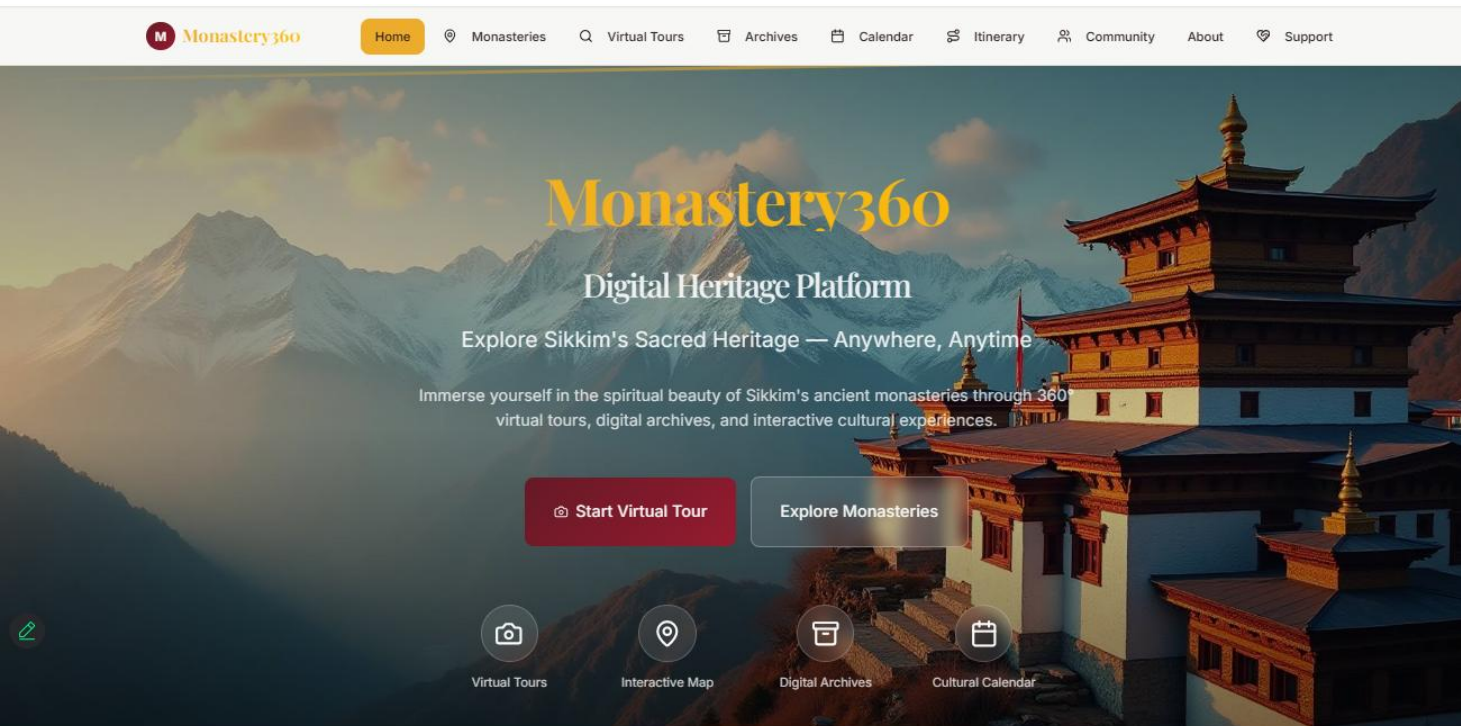 M Monastery360 Home Monasteries Virtual Tours Archives Calendar Itinerary Community About Support
Monastery360
Digital Heritage Platform
Explore Sikkim's Sacred Heritage — Anywhere, Anytime
Immerse yourself in the spiritual beauty of Sikkim's ancient monasteries through 360°
virtual tours, digital archives, and interactive cultural experiences.
Start Virtual Tour Explore Monasteries
Virtual Tours Interactive Map Digital Archives Cultural Calendar